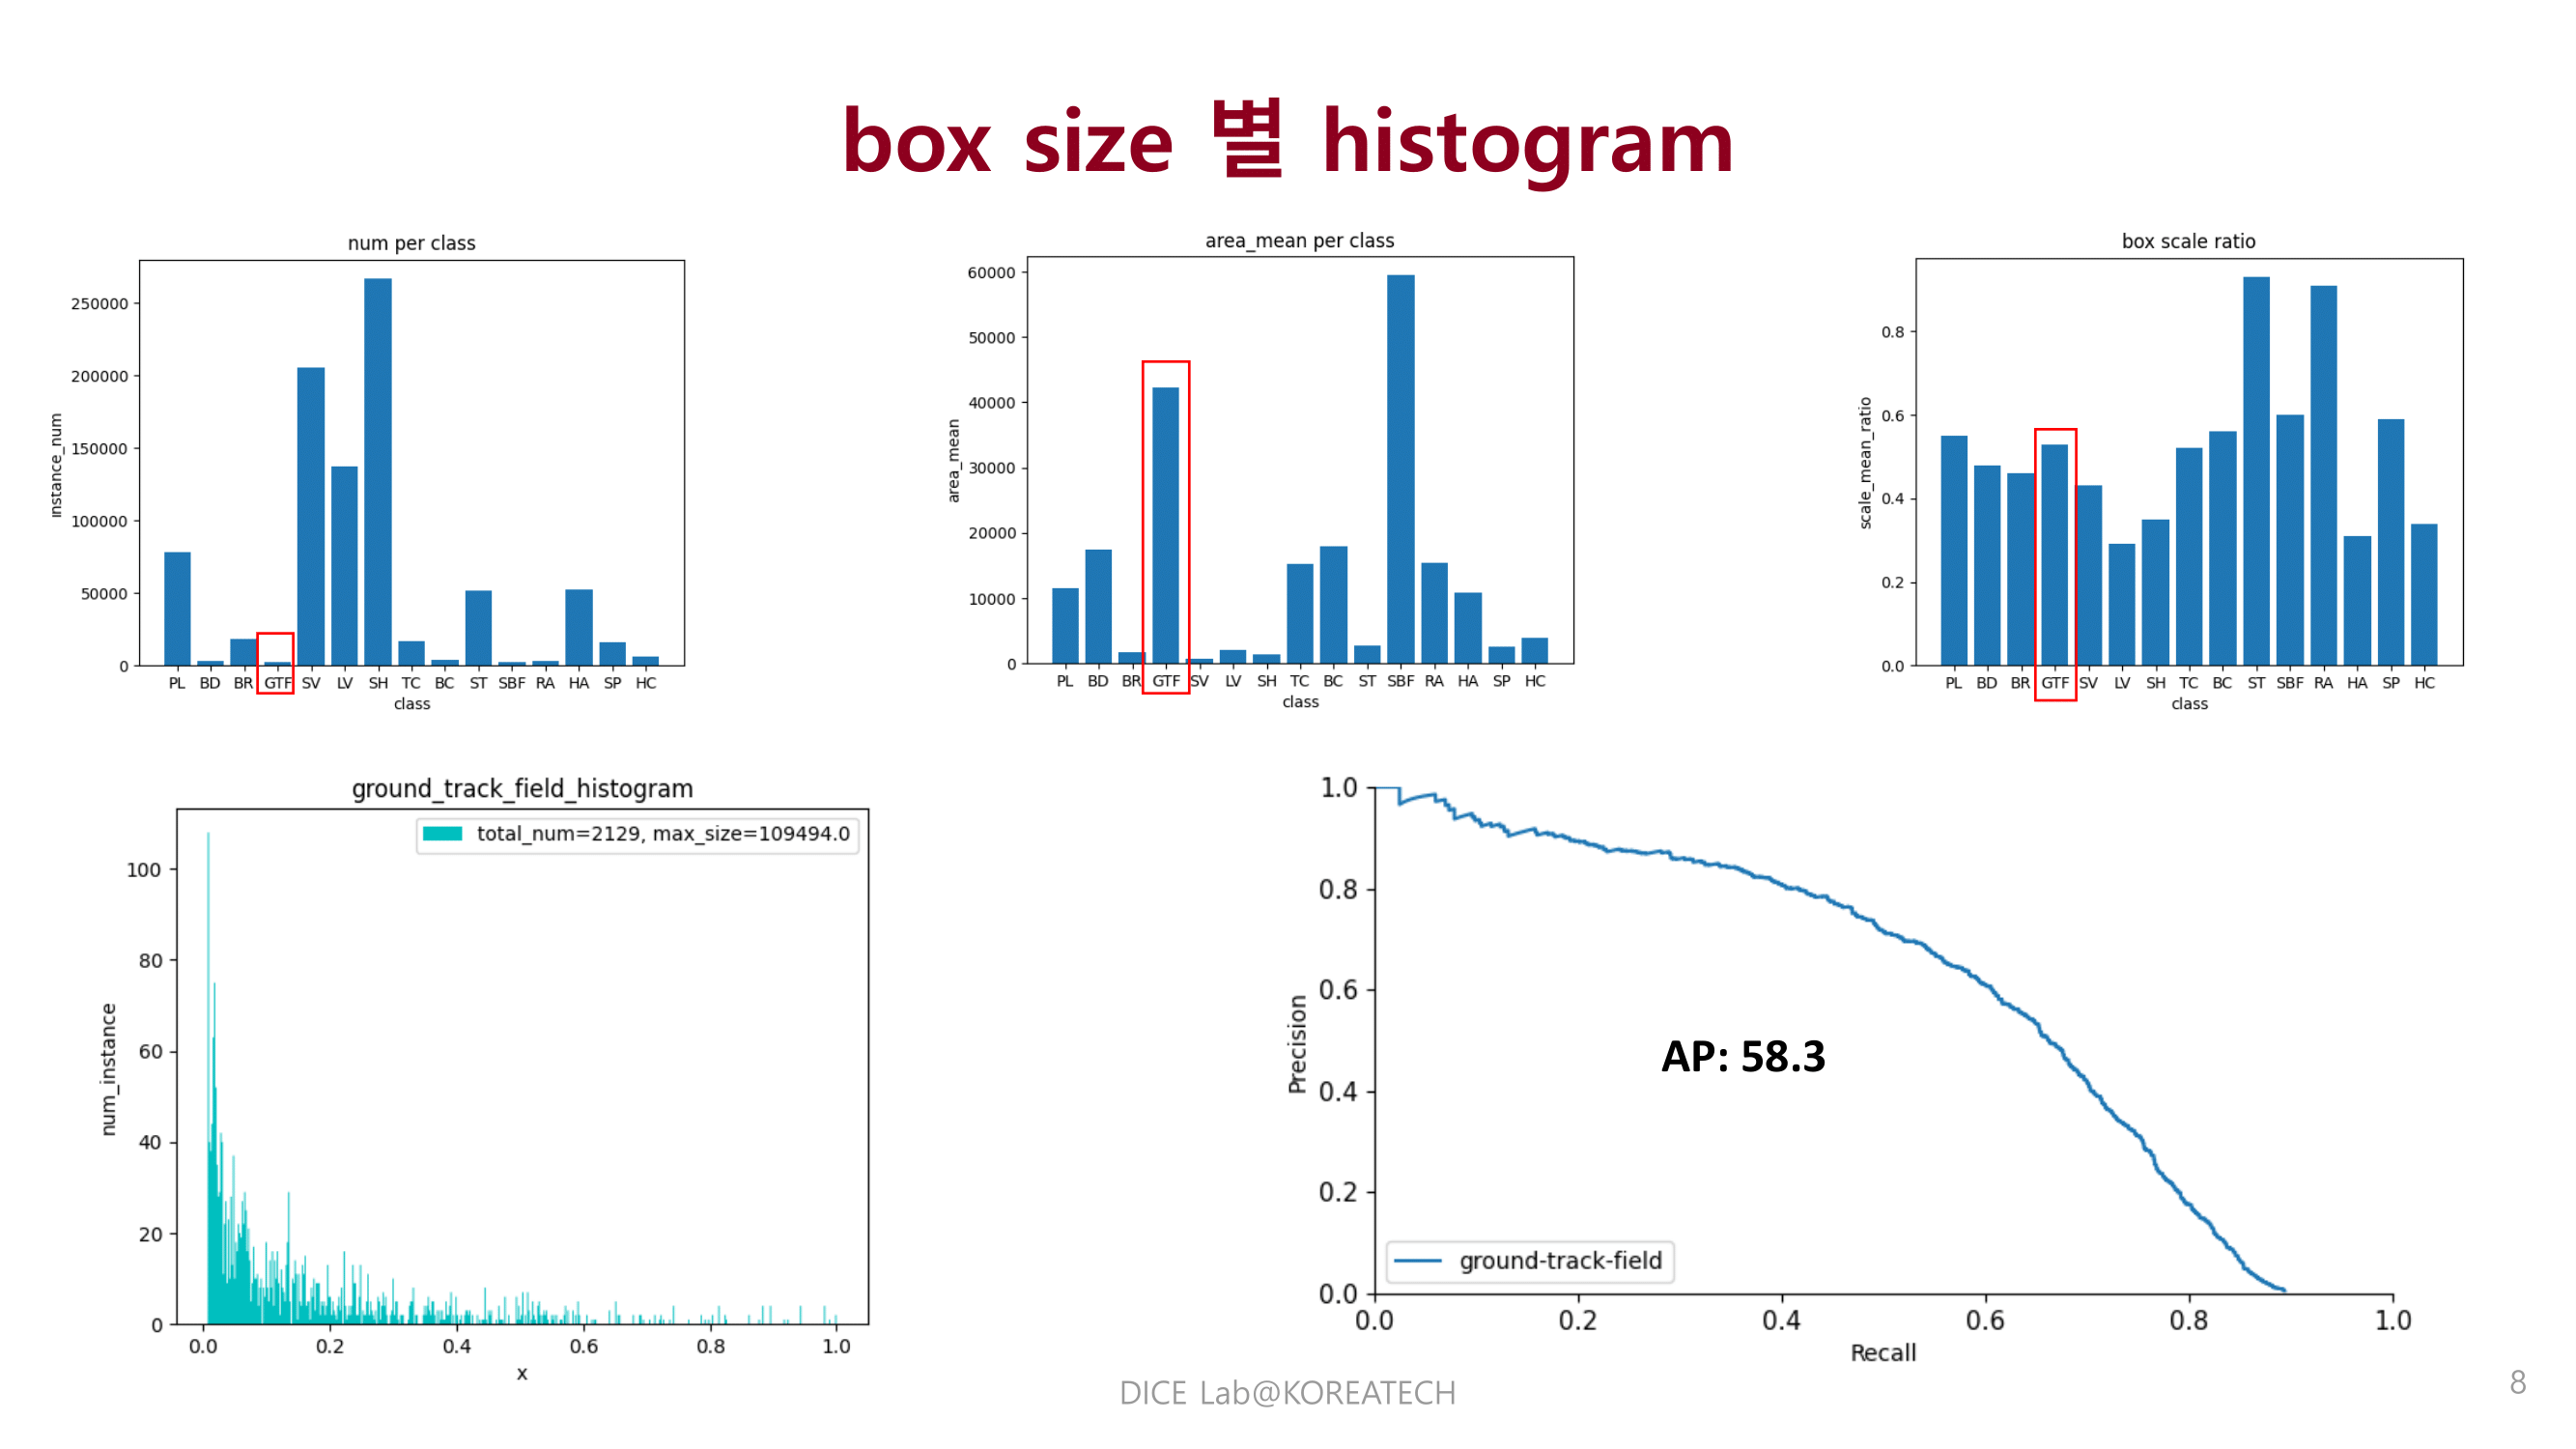 box size 별 histogram
num per class
instance_num
250000
200000
150000
100000
50000
0
PL BD BR GTF SV LV SH TC BC ST SBF RA HA SP HC
class
area_mean per class
area_mean
60000
50000
40000
30000
20000
10000
0
PL BD BR GTF SV LV SH TC BC ST SBF RA HA SP HC
class
box scale ratio
scale_mean_ratio
0.8
0.6
0.4
0.2
0.0
PL BD BR GTF SV LV SH TC BC ST SBF RA HA SP HC
class
ground_track_field_histogram
total_num=2129, max_size=109494.0
num_instance
100
80
60
40
20
0
0.0 0.2 0.4 0.6 0.8 1.0
x
Precision
1.0
0.8
0.6
0.4
0.2
0.0
AP: 58.3
ground-track-field
0.0 0.2 0.4 0.6 0.8 1.0
Recall
DICE Lab@KOREATECH
8